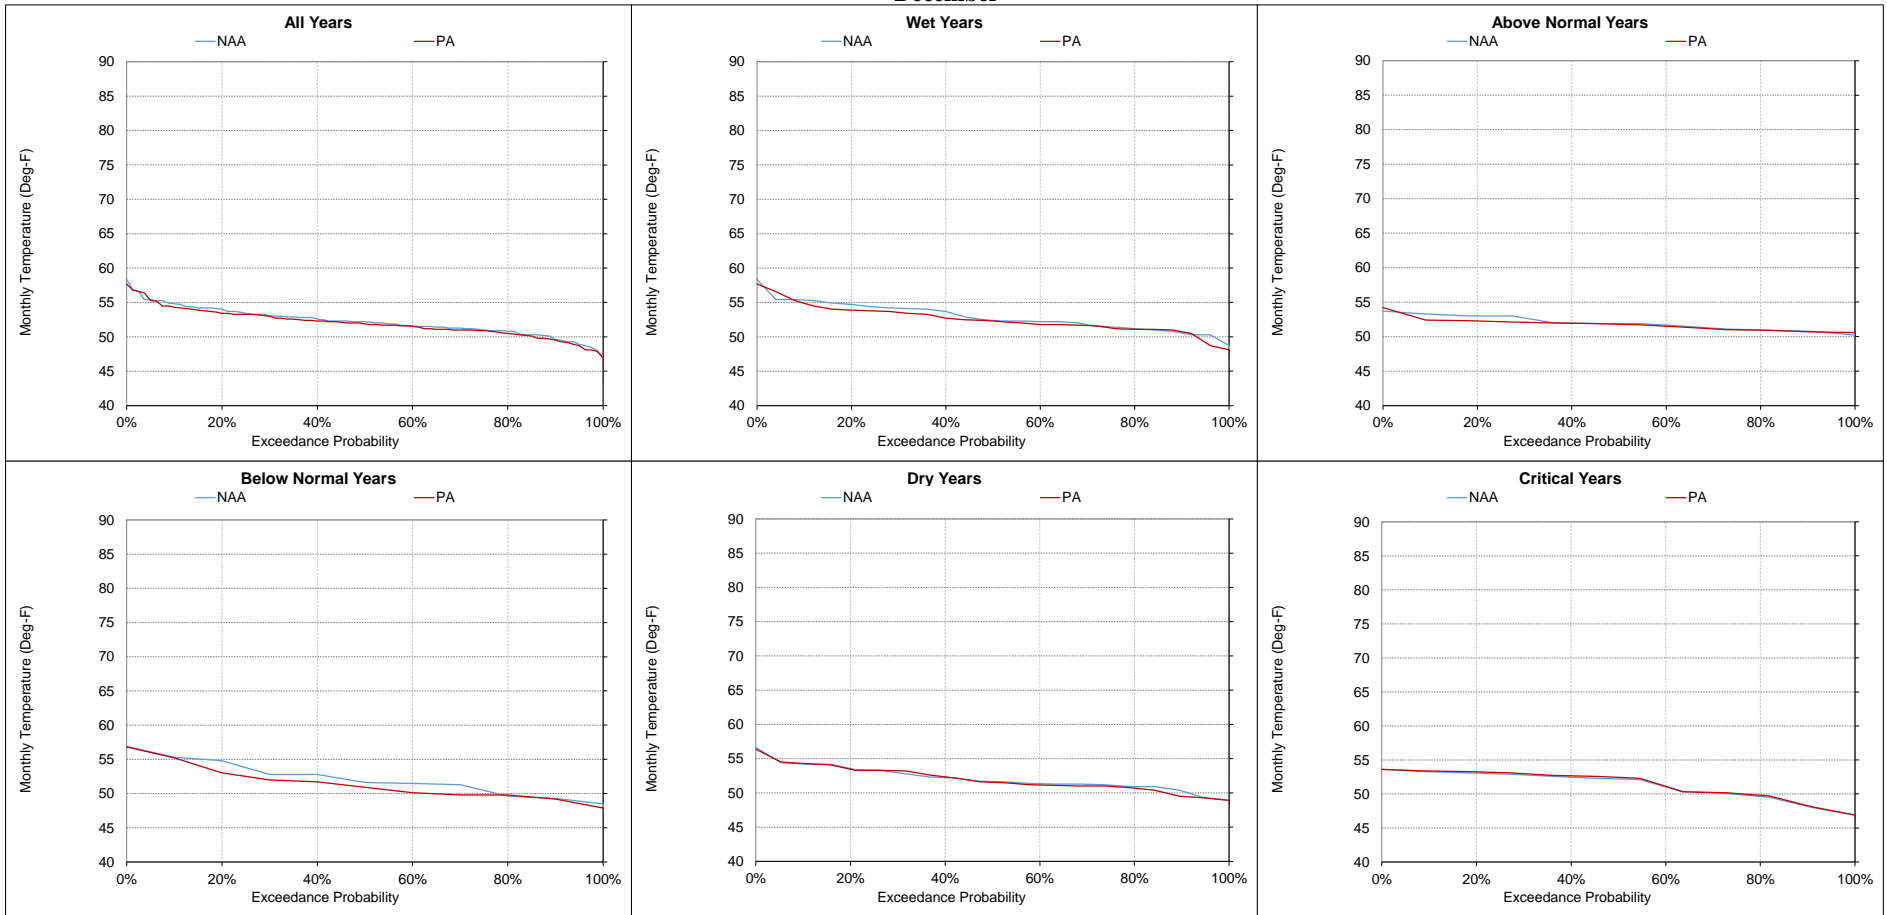 December
All Years
NAA PA
90
85
80
75
70
65
60
55
50
45
40
Monthly Temperature (Deg-F)
0% 20% 40% 60% 80% 100%
Exceedance Probability
Wet Years
NAA PA
90
85
80
75
70
65
60
55
50
45
40
Monthly Temperature (Deg-F)
0% 20% 40% 60% 80% 100%
Exceedance Probability
Above Normal Years
NAA PA
90
85
80
75
70
65
60
55
50
45
40
Monthly Temperature (Deg-F)
0% 20% 40% 60% 80% 100%
Exceedance Probability
Below Normal Years
NAA PA
90
85
80
75
70
65
60
55
50
45
40
Monthly Temperature (Deg-F)
0% 20% 40% 60% 80% 100%
Exceedance Probability
Dry Years
NAA PA
90
85
80
75
70
65
60
55
50
45
40
Monthly Temperature (Deg-F)
0% 20% 40% 60% 80% 100%
Exceedance Probability
Critical Years
NAA PA
90
85
80
75
70
65
60
55
50
45
40
Monthly Temperature (Deg-F)
0% 20% 40% 60% 80% 100%
Exceedance Probability